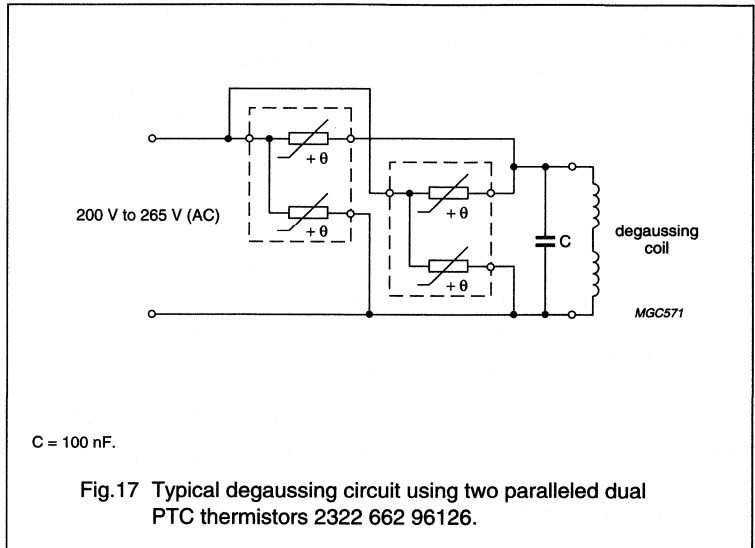 + θ
+ θ
+ θ
+ θ
200 V to 265 V (AC)
C
degaussing
coil
MGC571
C = 100 nF.
Fig.17 Typical degaussing circuit using two paralleled dual
PTC thermistors 2322 662 96126.